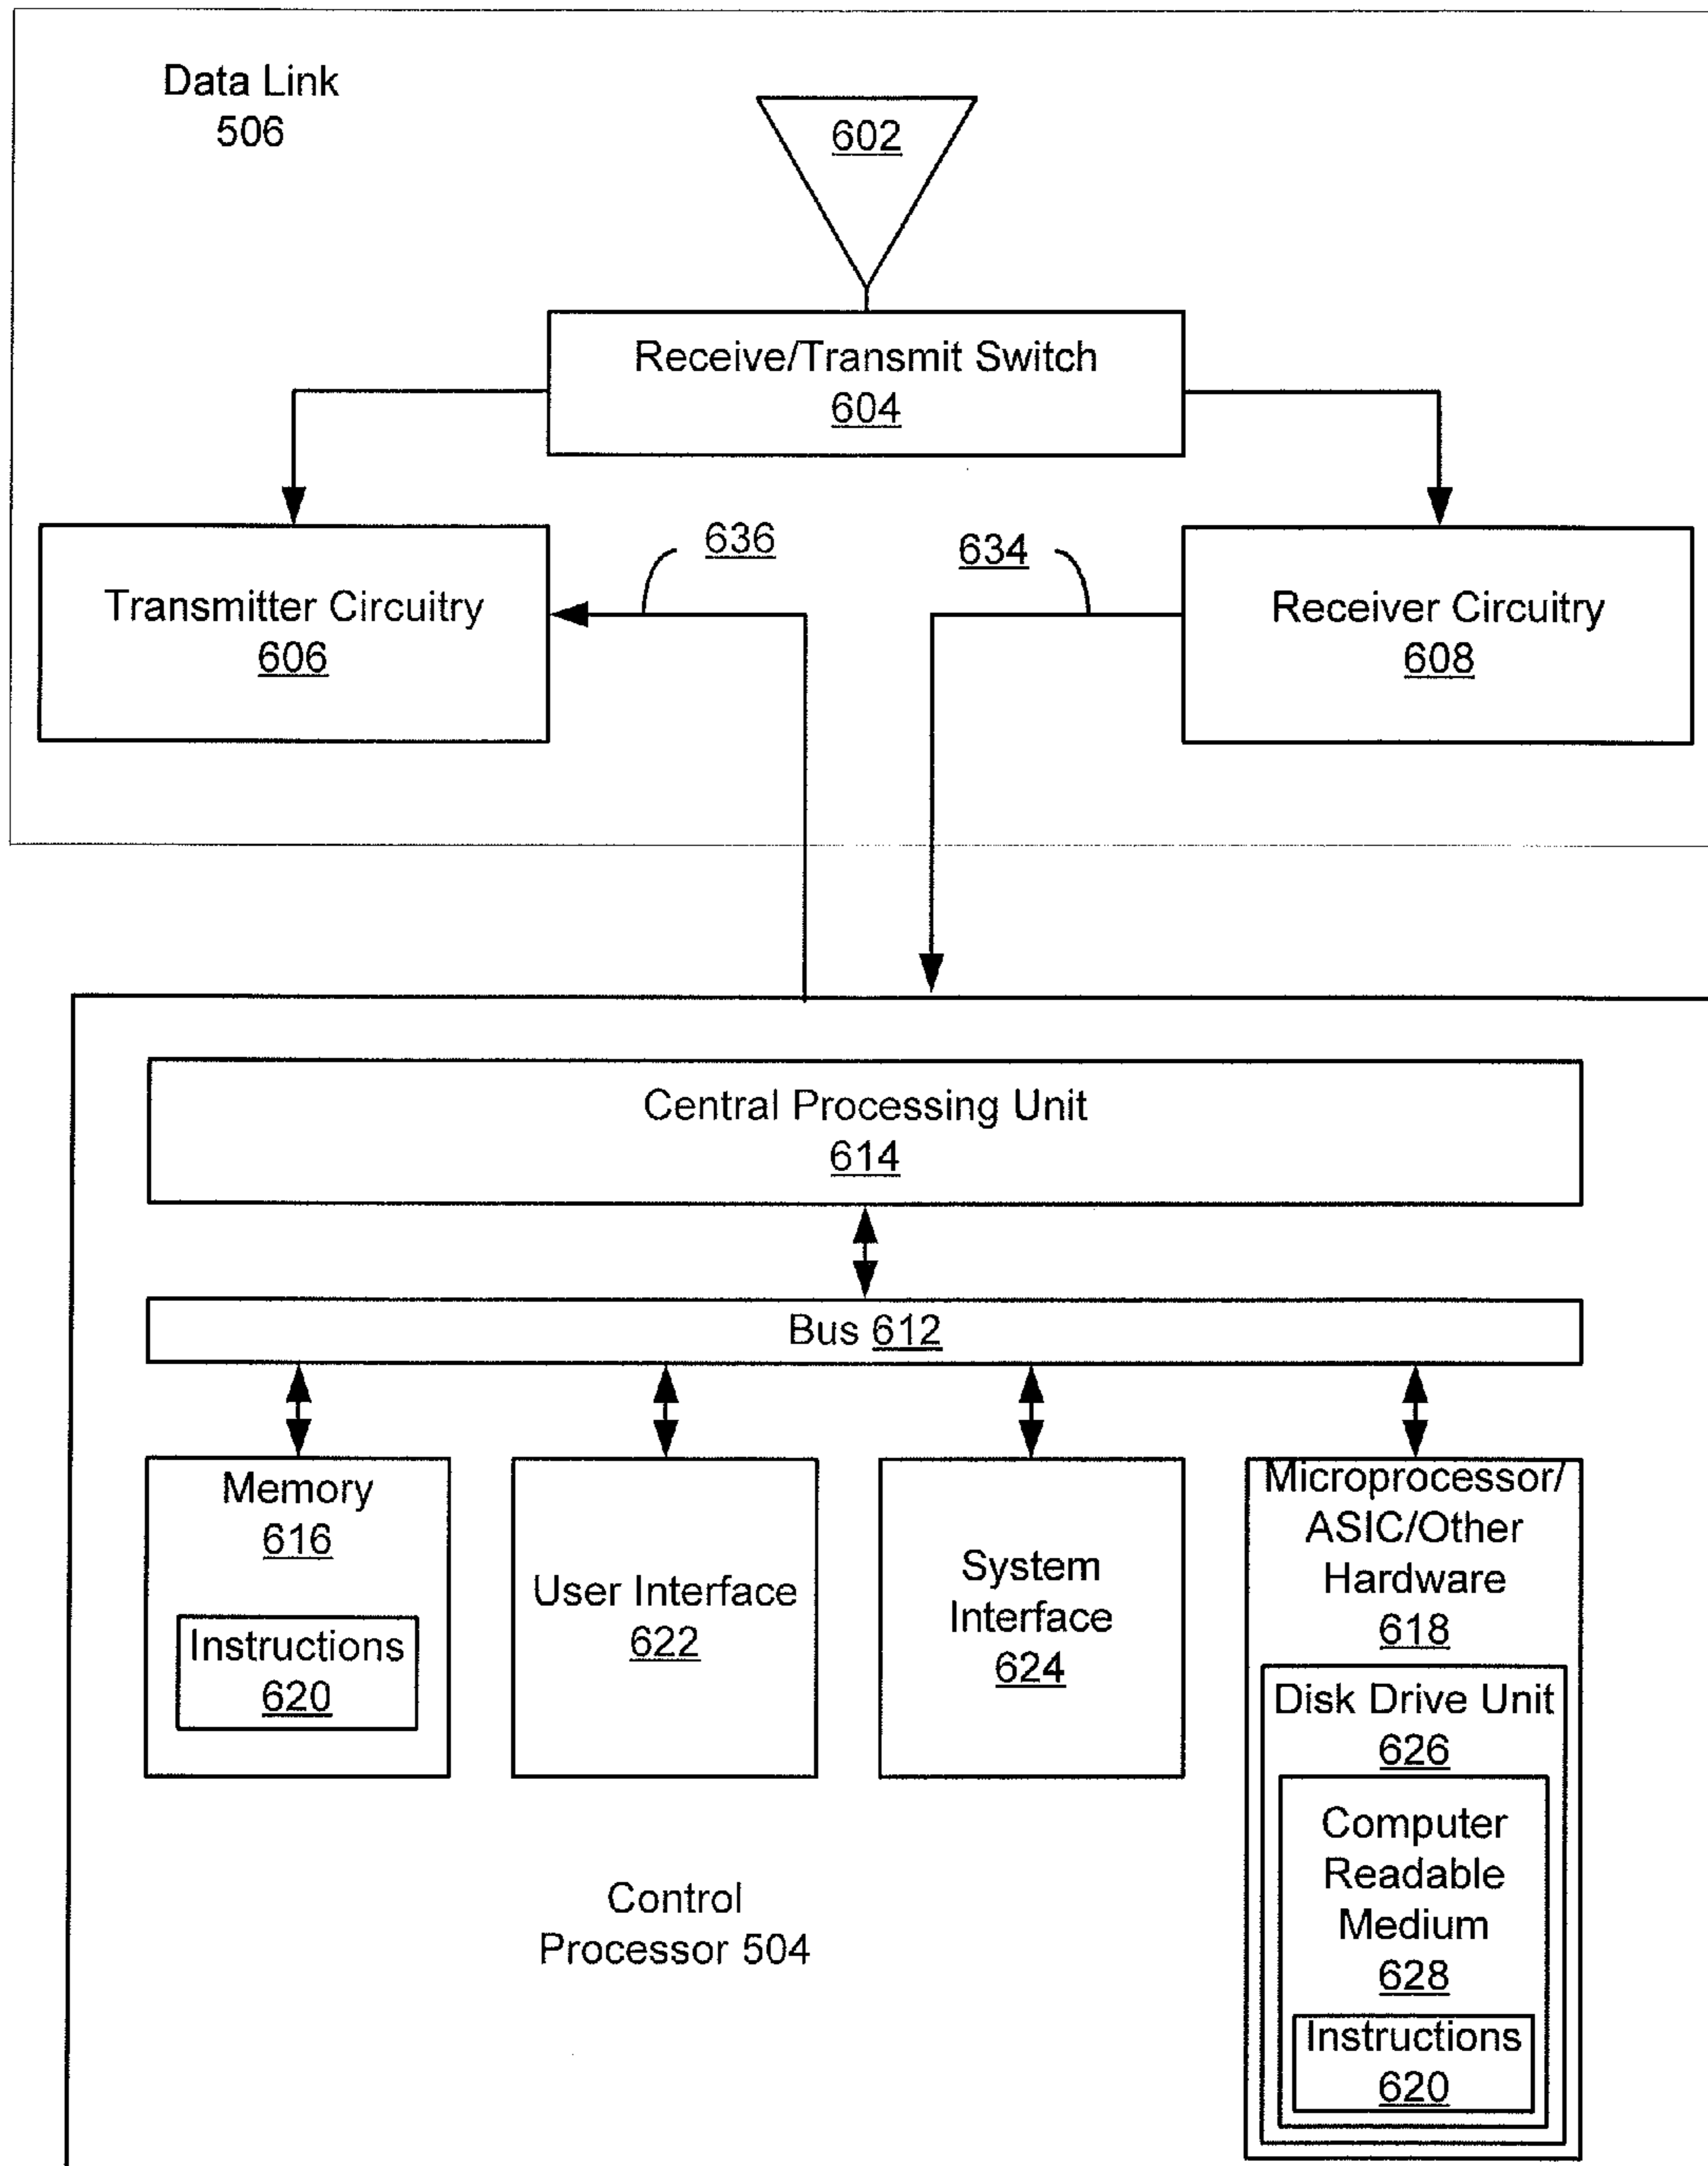 Data Link
506
602
Receive/Transmit Switch
604
636
634
Transmitter Circuitry
606
Receiver Circuitry
608
Central Processing Unit
614
Bus 612
Memory
616
Instructions
620
User Interface
622
System
Interface
624
Microprocessor/
ASIC/Other
Hardware
618
Disk Drive Unit
626
Computer
Readable
Medium
628
Instructions
620
Control
Processor 504